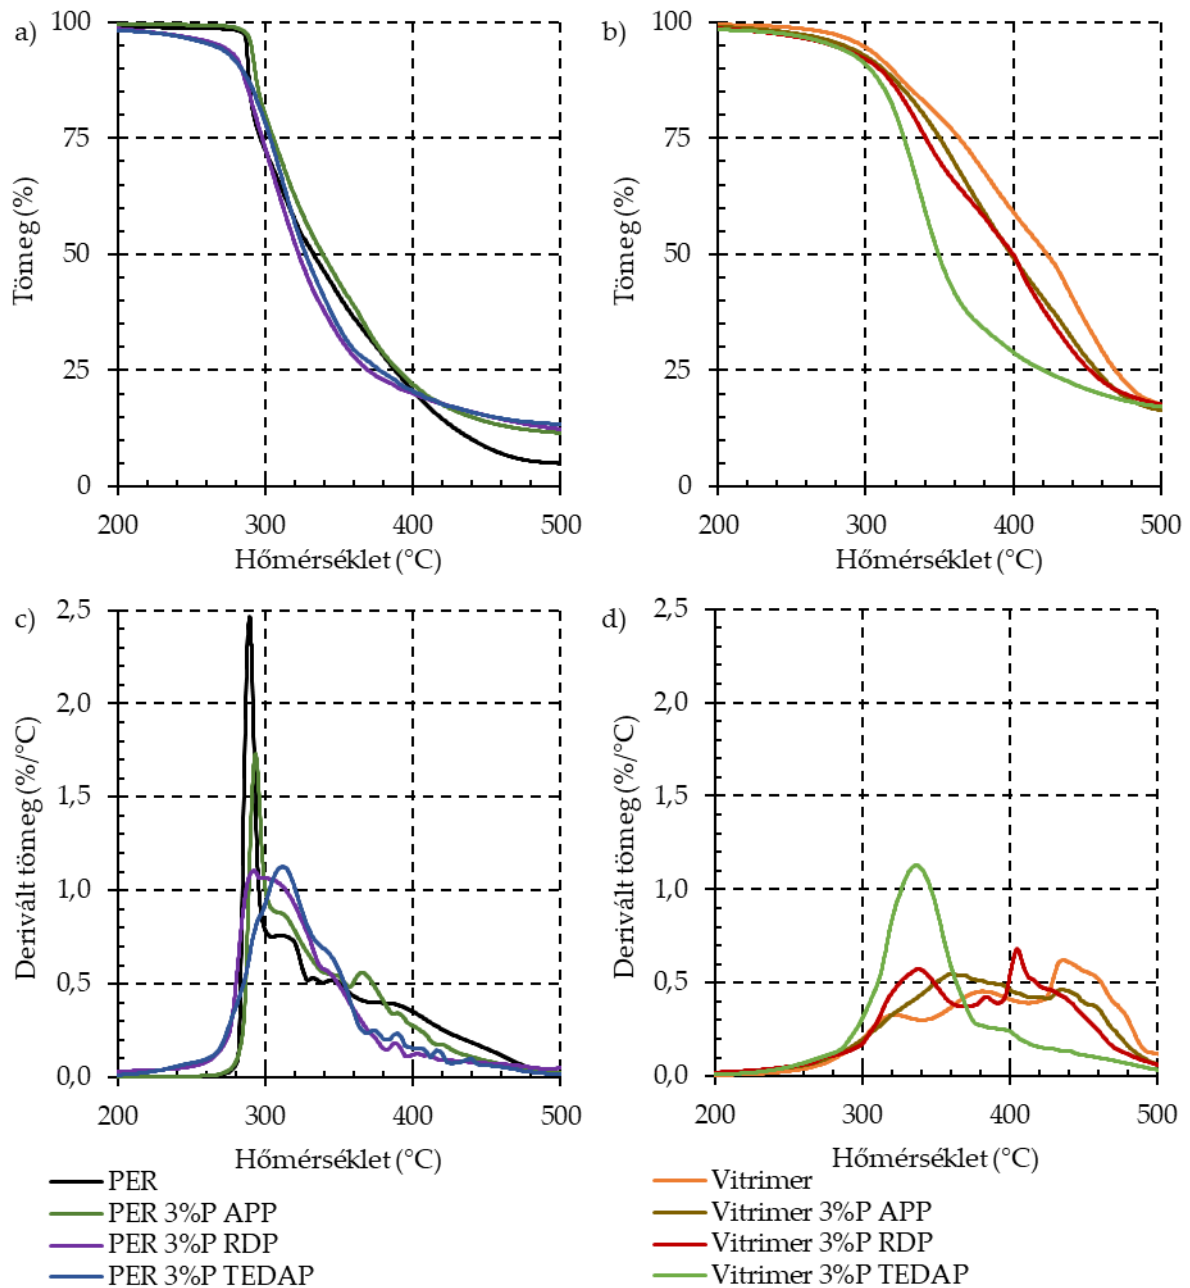 a)
100
75
50
25
0
Tömeg (%)
200 300 400 500
Hőmérséklet (°C)
b)
100
75
50
25
0
Tömeg (%)
200 300 400 500
Hőmérséklet (°C)
c)
2,5
2,0
1,5
1,0
0,5
0,0
Derivált tömeg (%/°C)
200 300 400 500
Hőmérséklet (°C)
d)
2,5
2,0
1,5
1,0
0,5
0,0
Derivált tömeg (%/°C)
200 300 400 500
Hőmérséklet (°C)
PER
PER 3%P APP
PER 3%P RDP
PER 3%P TEDAP
Vitrimer
Vitrimer 3%P APP
Vitrimer 3%P RDP
Vitrimer 3%P TEDAP